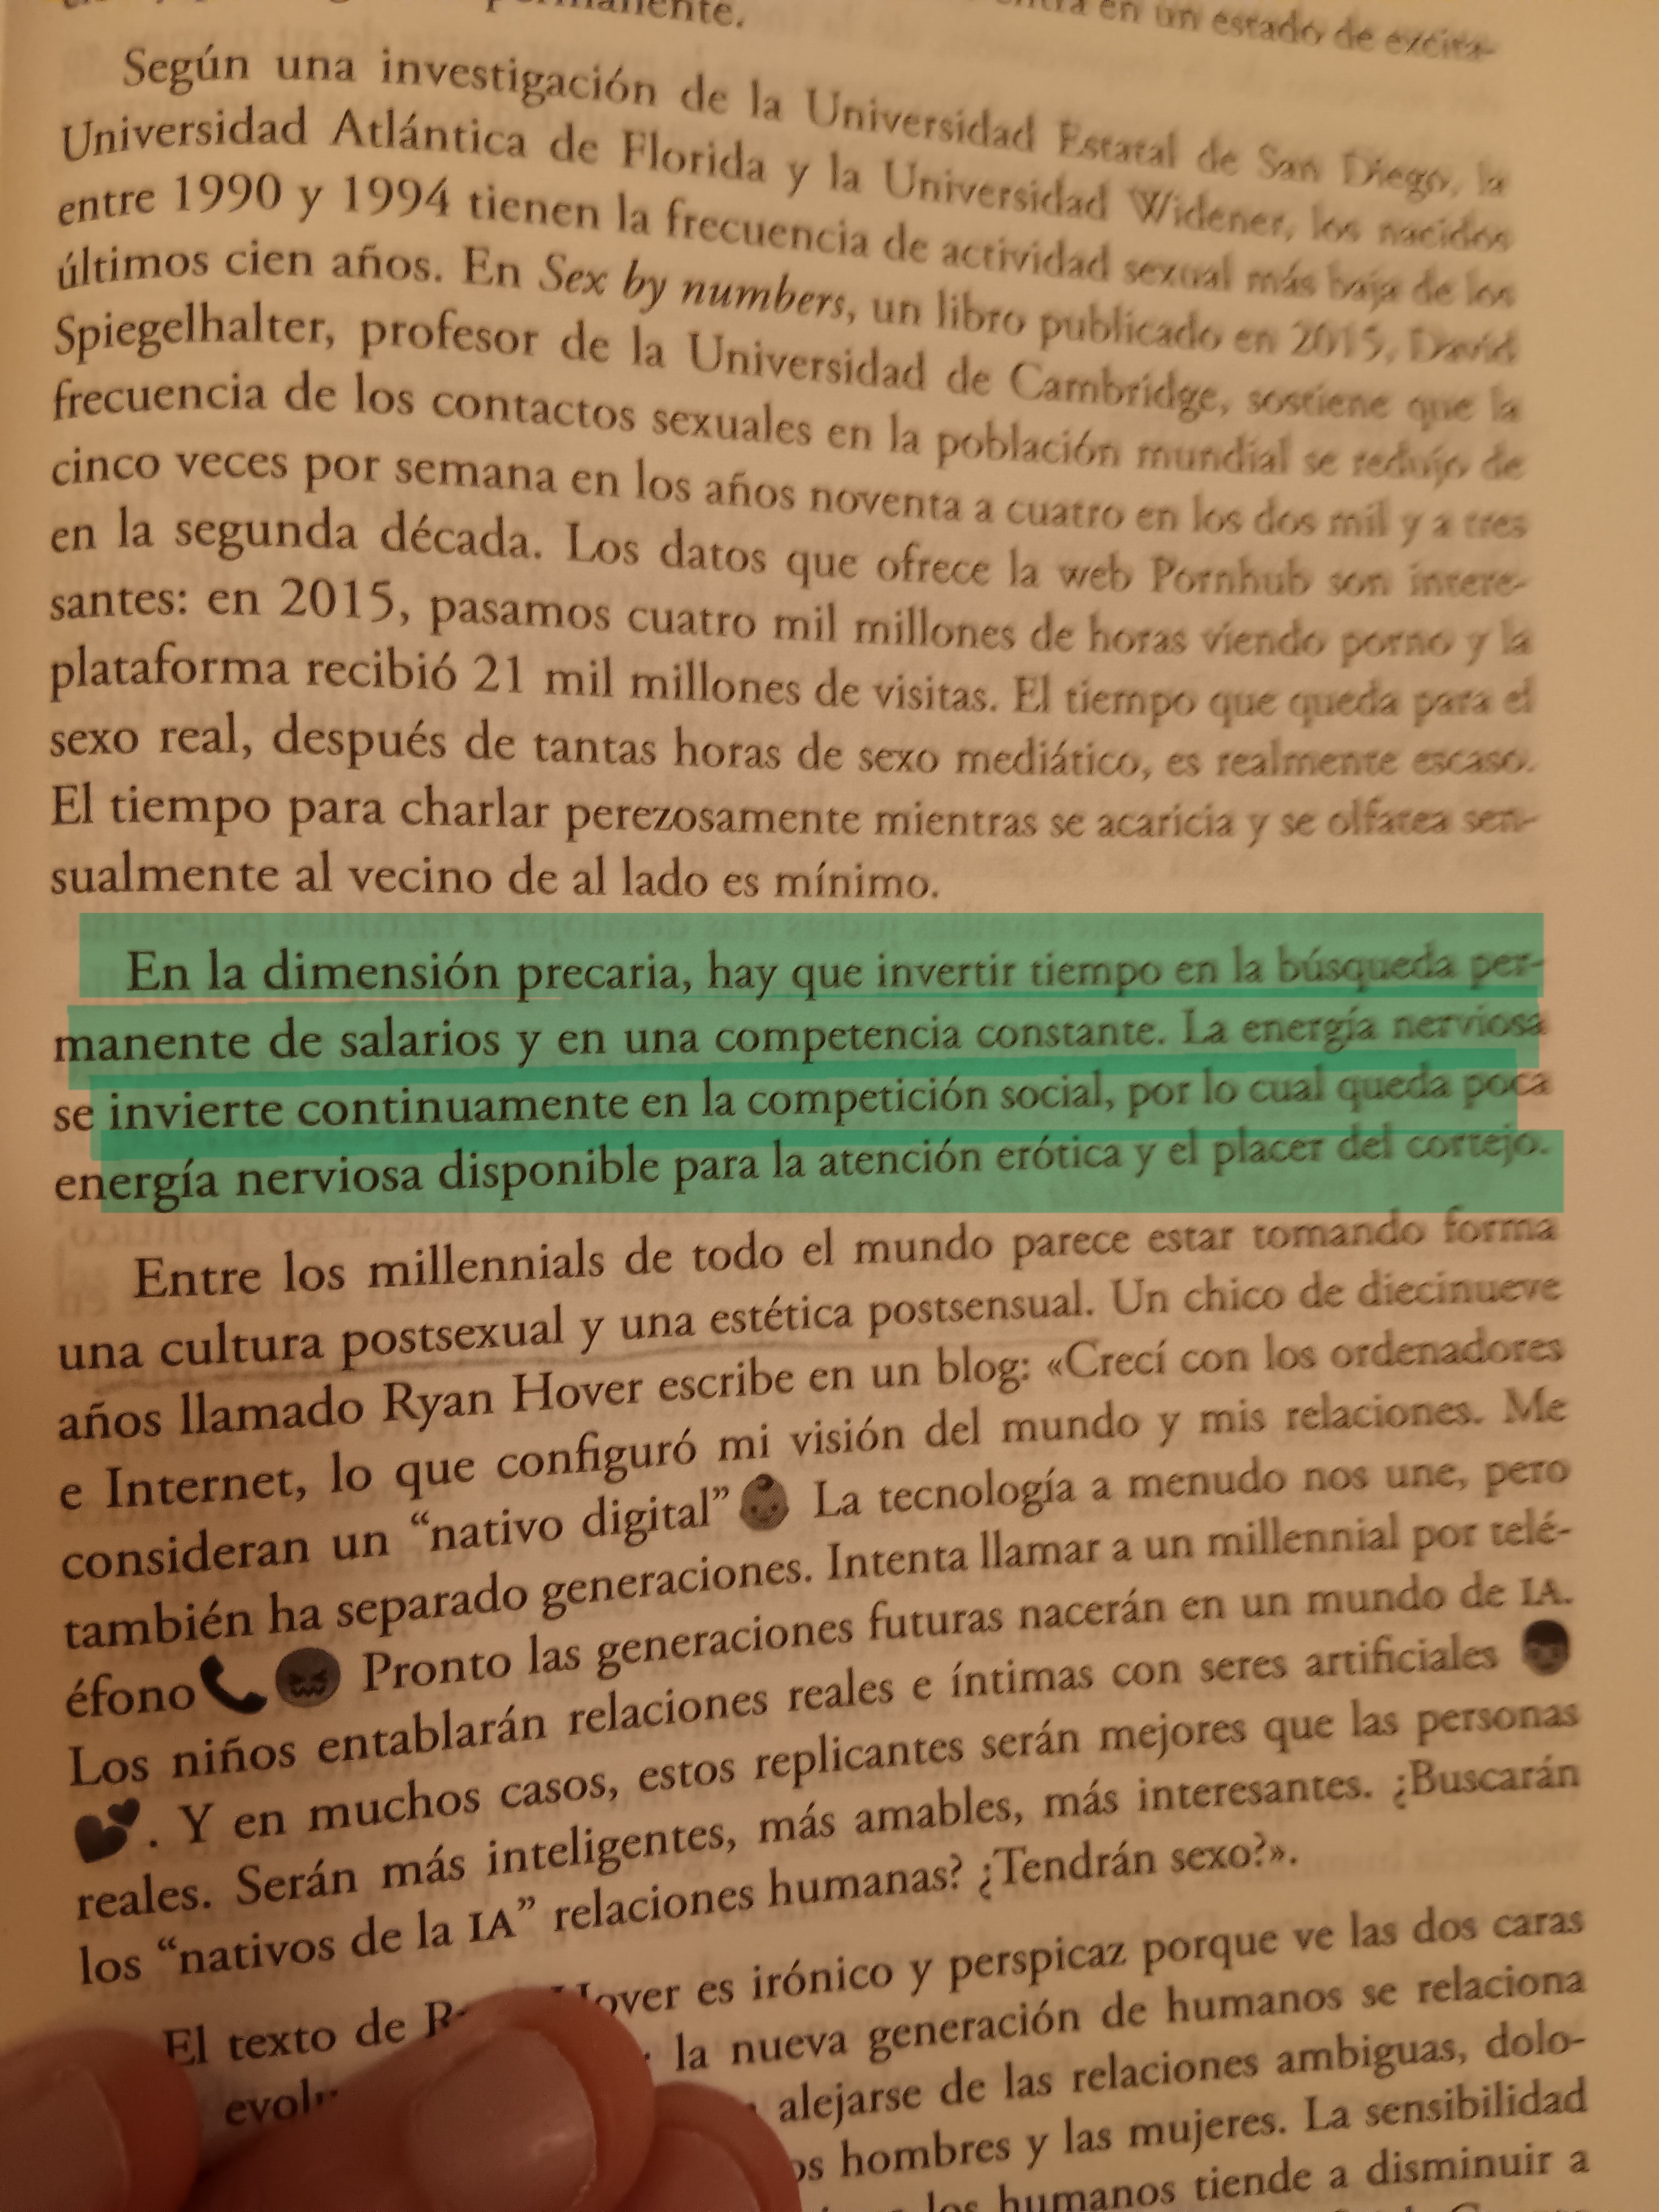 permanente. entra en un estado de excita-
Según una investigación de la Universidad Estatal de San Diego, la
Universidad Atlántica de Florida y la Universidad Widener, los nacidos
entre 1990 y 1994 tienen la frecuencia de actividad sexual más baja de los
últimos cien años. En Sex by numbers, un libro publicado en 2015, David
Spiegelhalter, profesor de la Universidad de Cambridge, sostiene que la
frecuencia de los contactos sexuales en la población mundial se redujo de
cinco veces por semana en los años noventa a cuatro en los dos mil y a tres
en la segunda década. Los datos que ofrece la web Pornhub son intere-
santes: en 2015, pasamos cuatro mil millones de horas viendo porno y la
plataforma recibió 21 mil millones de visitas. El tiempo que queda para el
sexo real, después de tantas horas de sexo mediático, es realmente escaso.
El tiempo para charlar perezosamente mientras se acaricia y se olfatea sen-
sualmente al vecino de al lado es mínimo.
En la dimensión precaria, hay que invertir tiempo en la búsqueda per-
manente de salarios y en una competencia constante. La energía nerviosa
se invierte continuamente en la competición social, por lo cual queda poca
energía nerviosa disponible para la atención erótica y el placer del cortejo.
Entre los millennials de todo el mundo parece estar tomando forma
una cultura postsexual y una estética postsensual. Un chico de diecinueve
años llamado Ryan Hover escribe en un blog: «Crecí con los ordenadores
e Internet, lo que configuró mi visión del mundo y mis relaciones. Me
consideran un “nativo digital” La tecnología a menudo nos une, pero
también ha separado generaciones. Intenta llamar a un millennial por telé-
éfono Pronto las generaciones futuras nacerán en un mundo de IA.
Los niños entablarán relaciones reales e íntimas con seres artificiales
. Y en muchos casos, estos replicantes serán mejores que las personas
reales. Serán más inteligentes, más amables, más interesantes. ¿Buscarán
los “nativos de la IA” relaciones humanas? ¿Tendrán sexo?».
El texto de Hover es irónico y perspicaz porque ve las dos caras
la nueva generación de humanos se relaciona
alejarse de las relaciones ambiguas, dolo-
hombres y las mujeres. La sensibilidad
los humanos tiende a disminuir a